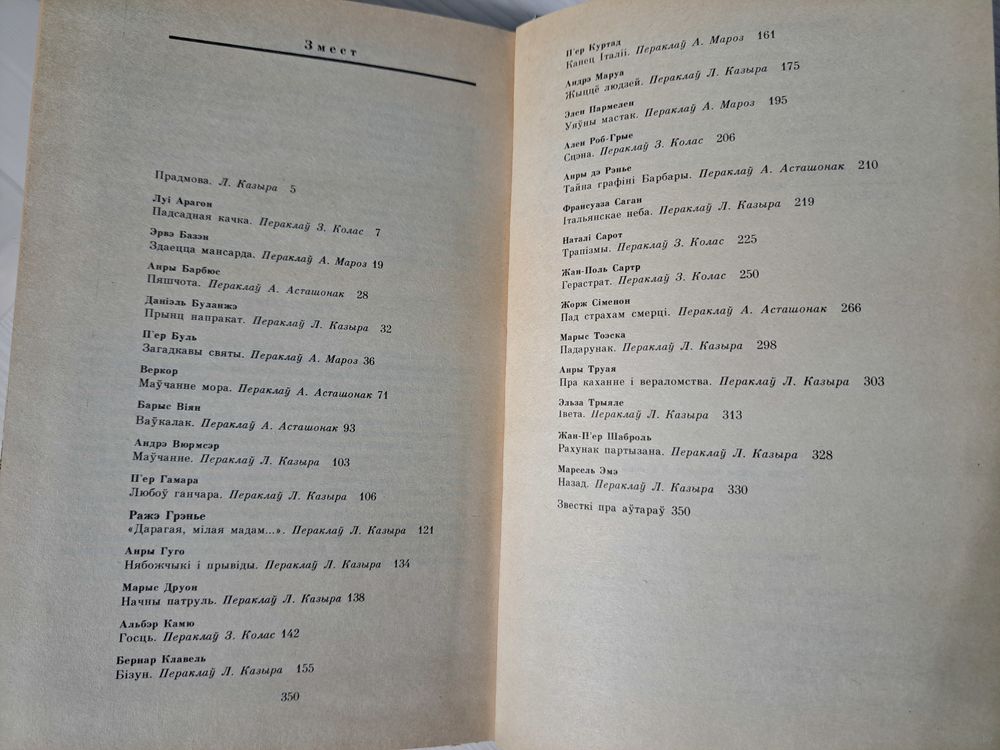 Змест
Прадмова. Л. Казыра 5
Луі Арагон
Падсадная качка. Пераклаў З. Колас 7
Эрвэ Базэн
Здаецца мансарда. Пераклаў А. Мароз 19
Анры Барбюс
Пяшчота. Пераклаў А. Асташонак 28
Даніэль Буланжэ
Прынц напракат. Пераклаў Л. Казыра 32
П'ер Буль
Загадкавы святы. Пераклаў А. Мароз 36
Веркор
Маўчанне мора. Пераклаў А. Асташонак 71
Барыс Віян
Ваўкалак. Пераклаў А. Асташонак 93
Андрэ Вюрмсэр
Маўчанне. Пераклаў Л. Казыра 103
П'ер Гамара
Любоў ганчара. Пераклаў Л. Казыра 106
Ражэ Грэнье
«Дарагая, мілая мадам...». Пераклаў Л. Казыра 121
Анры Гуго
Нябожчыкі і прывіды. Пераклаў Л. Казыра 134
Марыс Друон
Начны патруль. Пераклаў Л. Казыра 138
Альбэр Камю
Госць. Пераклаў З. Колас 142
Бернар Клавель
Бізун. Пераклаў Л. Казыра 155
350
П'ер Куртад
Канец Італіі. Пераклаў А. Мароз 161
Андрэ Маруа
Жыццё людзей. Пераклаў Л. Казыра 175
Элен Пармелен
Уяўны мастак. Пераклаў А. Мароз 195
Ален Роб-Грые
Сцэна. Пераклаў З. Колас 206
Анры дэ Рэнье
Тайна графіні Барбары. Пераклаў А. Асташонак 210
Франсуаза Саган
Італьянскае неба. Пераклаў Л. Казыра 219
Наталі Сарот
Трапізмы. Пераклаў З. Колас 225
Жан-Поль Сартр
Герастрат. Пераклаў З. Колас 250
Жорж Сіменон
Пад страхам смерці. Пераклаў А. Асташонак 266
Марыс Тоэска
Падарунак. Пераклаў Л. Казыра 298
Анры Труая
Пра каханне і вераломства. Пераклаў Л. Казыра 303
Эльза Трыяле
Івета. Пераклаў Л. Казыра 313
Жан-П'ер Шаброль
Рахунак партызана. Пераклаў Л. Казыра 328
Марсель Эмэ
Назад. Пераклаў Л. Казыра 330
Звесткі пра аўтараў 350